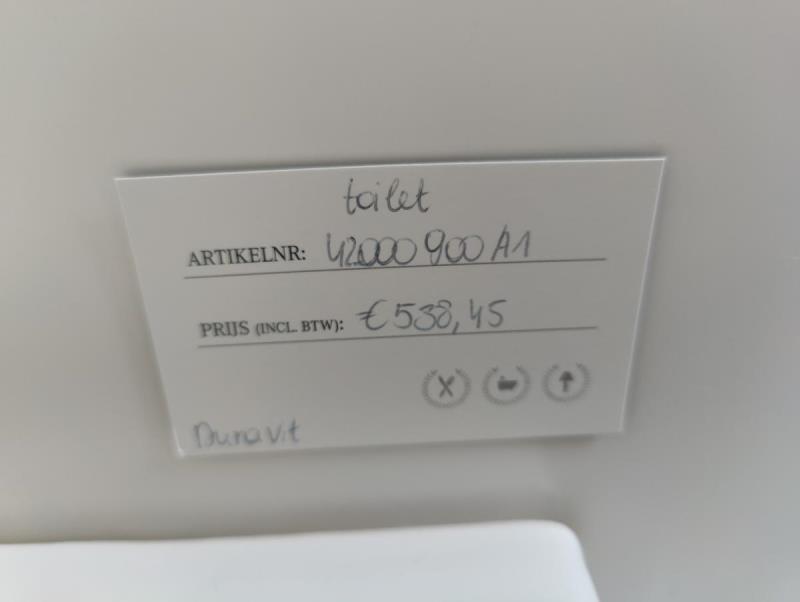 toilet
ARTIKELNR: 42000900A1
PRIJS (INCL. BTW): €538,45
Duravit